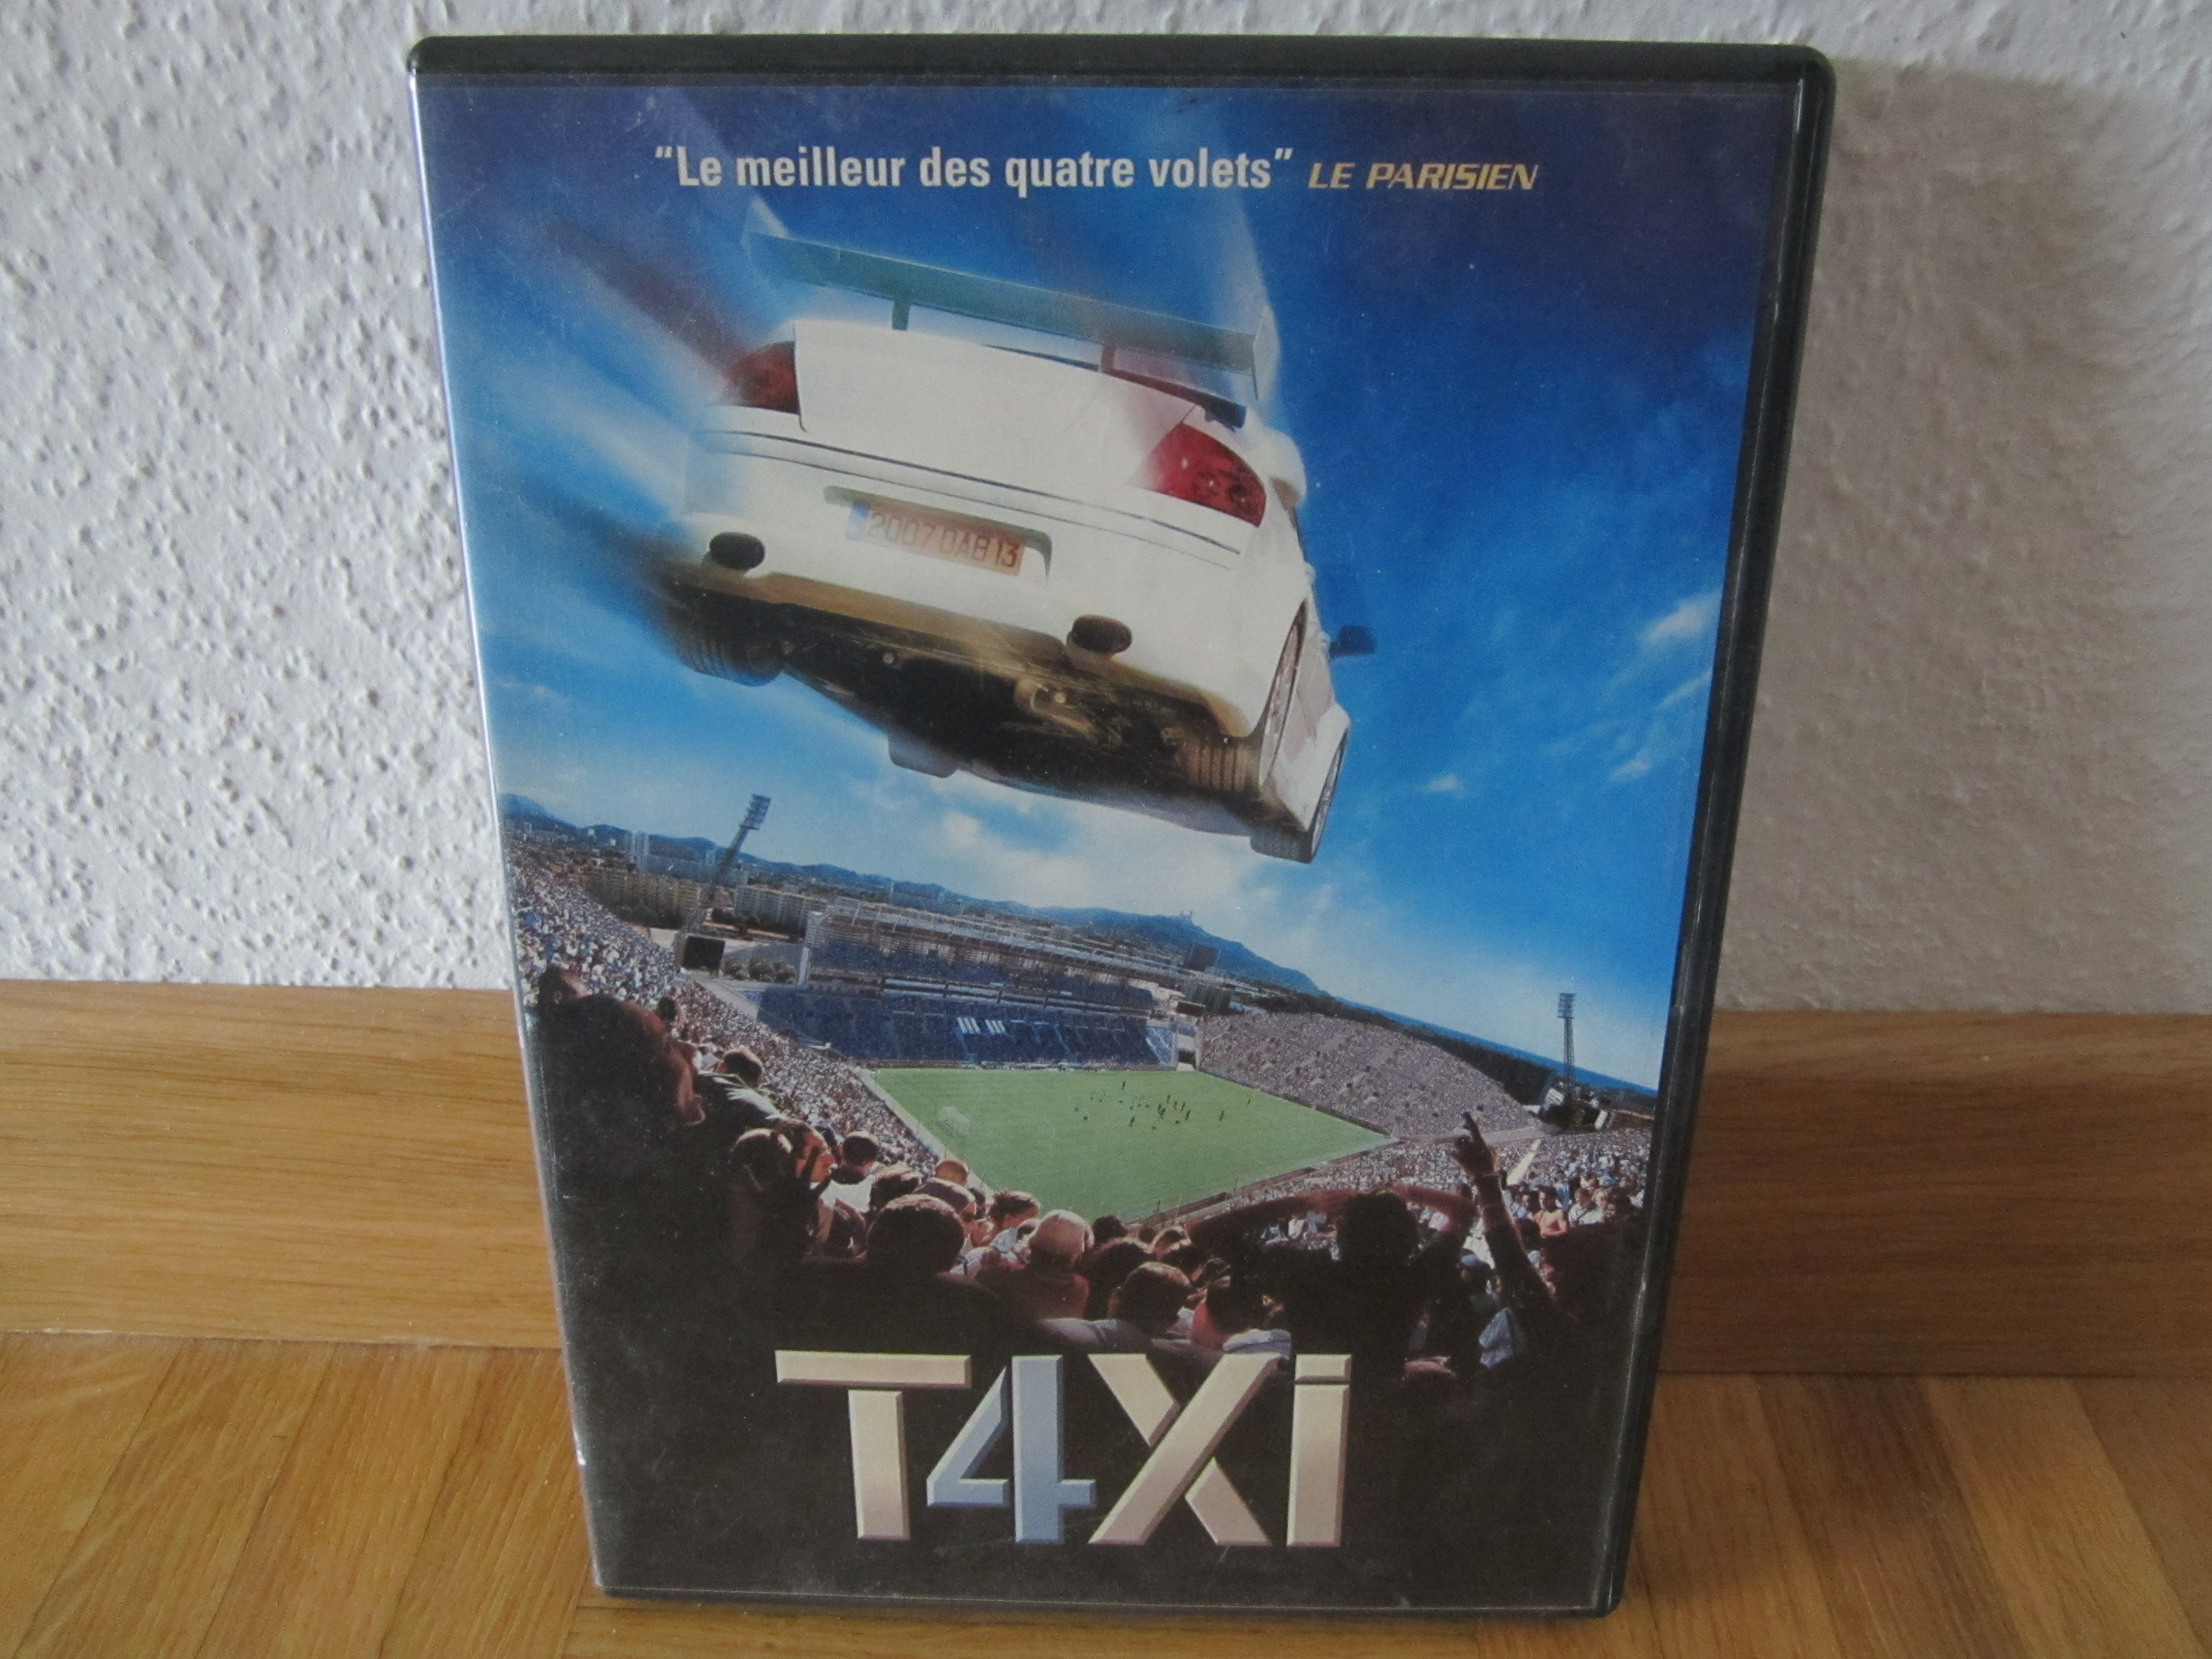 "Le meilleur des quatre volets" LE PARISIEN
2007 OAB 13
T4Xi